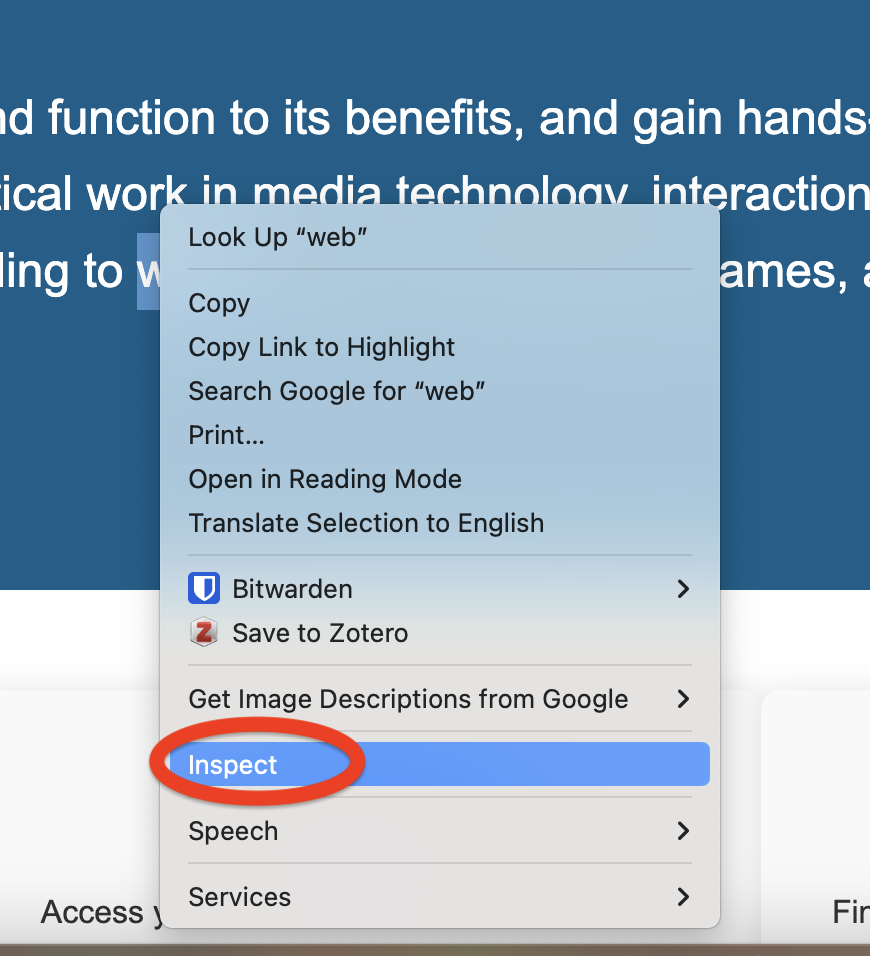 nd function to its benefits, and gain hands-
tical work in media technology, interaction
ling to w
ames, a
Look Up “web”
Copy
Copy Link to Highlight
Search Google for “web”
Print...
Open in Reading Mode
Translate Selection to English
Bitwarden
Z Save to Zotero
Get Image Descriptions from Google
Inspect
Speech
Services
Access y
Fin